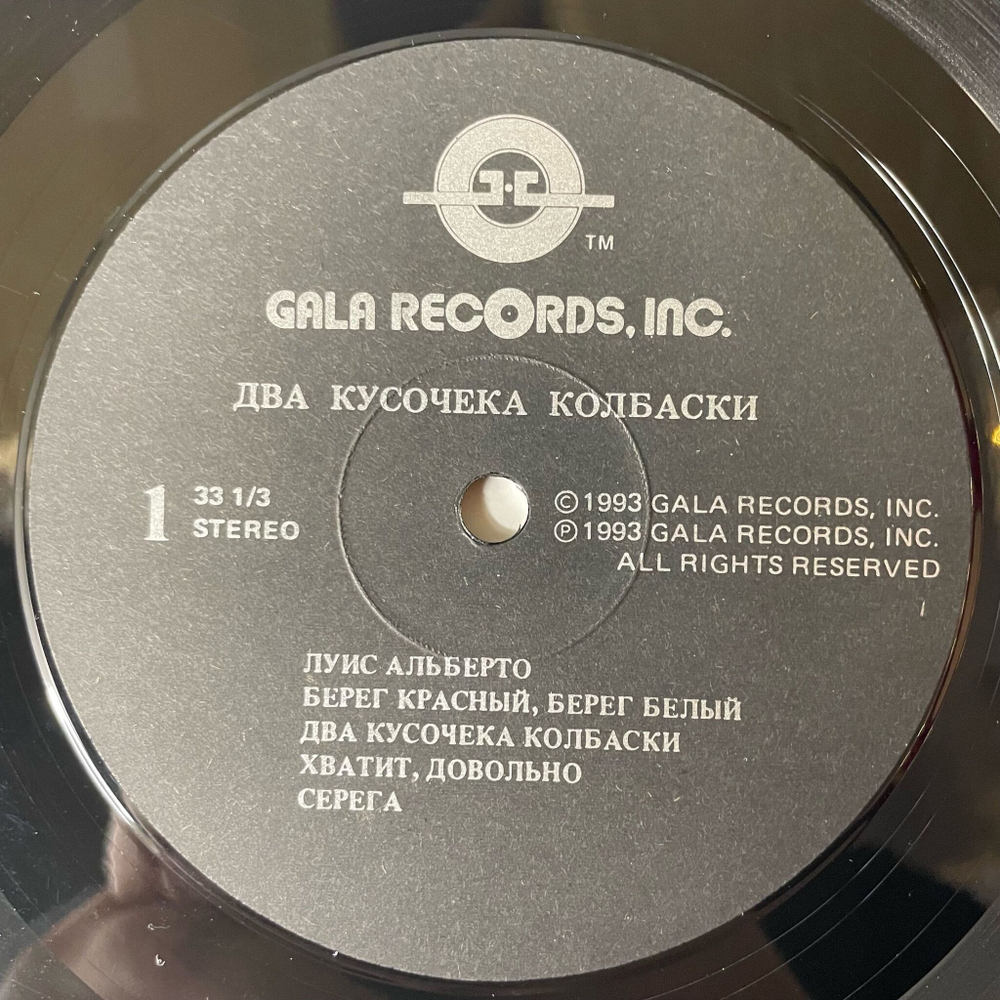 TM
GALA RECORDS, INC.
ДВА КУСОЧЕКА КОЛБАСКИ
1
33 1/3
STEREO
©1993 GALA RECORDS, INC.
℗1993 GALA RECORDS, INC.
ALL RIGHTS RESERVED
ЛУИС АЛЬБЕРТО
БЕРЕГ КРАСНЫЙ, БЕРЕГ БЕЛЫЙ
ДВА КУСОЧЕКА КОЛБАСКИ
ХВАТИТ, ДОВОЛЬНО
СЕРЕГА